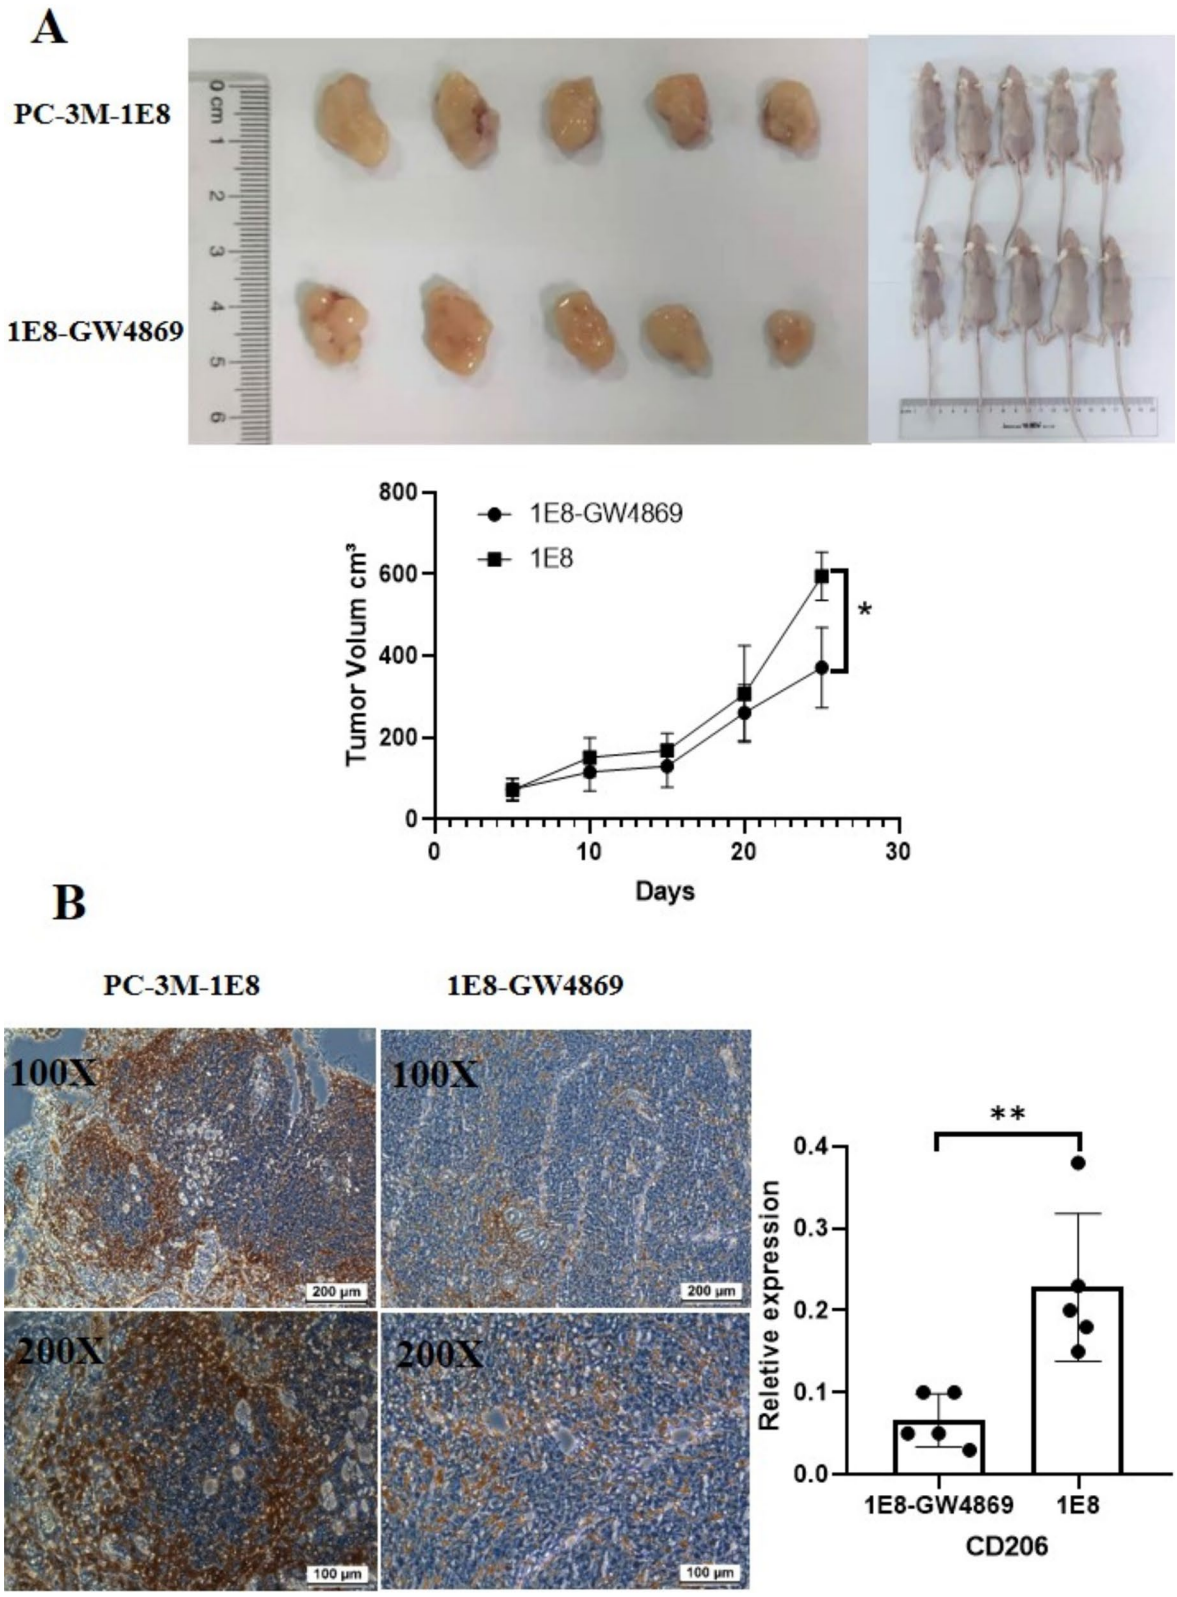 A
PC-3M-1E8
1E8-GW4869
0 cm
1
2
3
4
5
6
800
600
400
200
0
Tumor Volum cm³
1E8-GW4869
1E8
*
0
10
20
30
Days
B
PC-3M-1E8
1E8-GW4869
100X
200 µm
100X
200 µm
200X
100 µm
200X
100 µm
**
0.4
0.3
0.2
0.1
0.0
Reletive expression
1E8-GW4869
1E8
CD206